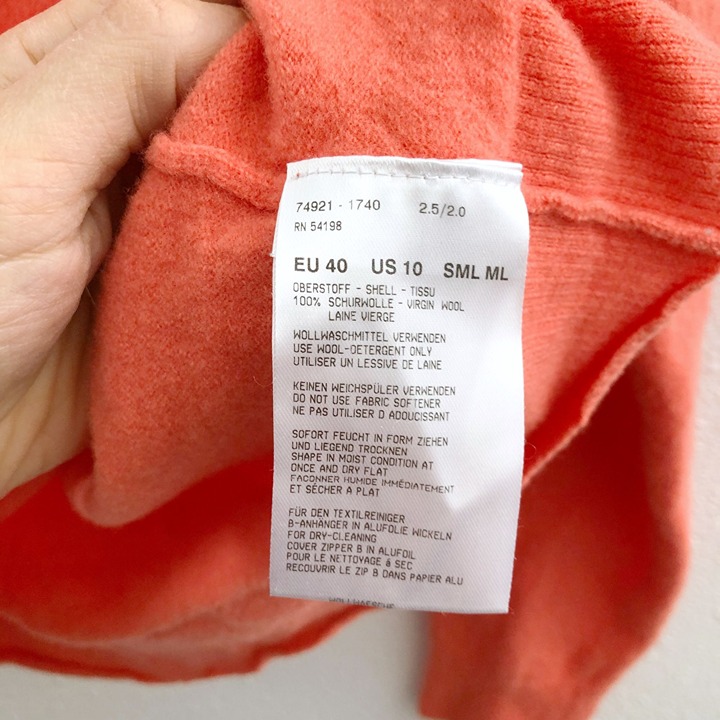 74921 - 1740 2.5/2.0
RN 54198
EU 40 US 10 SML ML
OBERSTOFF - SHELL - TISSU
100% SCHURWOLLE - VIRGIN WOOL
LAINE VIERGE
WOLLWASCHMITTEL VERWENDEN
USE WOOL-DETERGENT ONLY
UTILISER UN LESSIVE DE LAINE
KEINEN WEICHSPÜLER VERWENDEN
DO NOT USE FABRIC SOFTENER
NE PAS UTILISER D ADOUCISSANT
SOFORT FEUCHT IN FORM ZIEHEN
UND LIEGEND TROCKNEN
SHAPE IN MOIST CONDITION AT
ONCE AND DRY FLAT
FACONNER HUMIDE IMMÉDIATEMENT
ET SÉCHER A PLAT
FÜR DEN TEXTILREINIGER
B-ANHÄNGER IN ALUFOLIE WICKELN
FOR DRY-CLEANING
COVER ZIPPER B IN ALUFOIL
POUR LE NETTOYAGE á SEC
RECOUVRIR LE ZIP B DANS PAPIER ALU